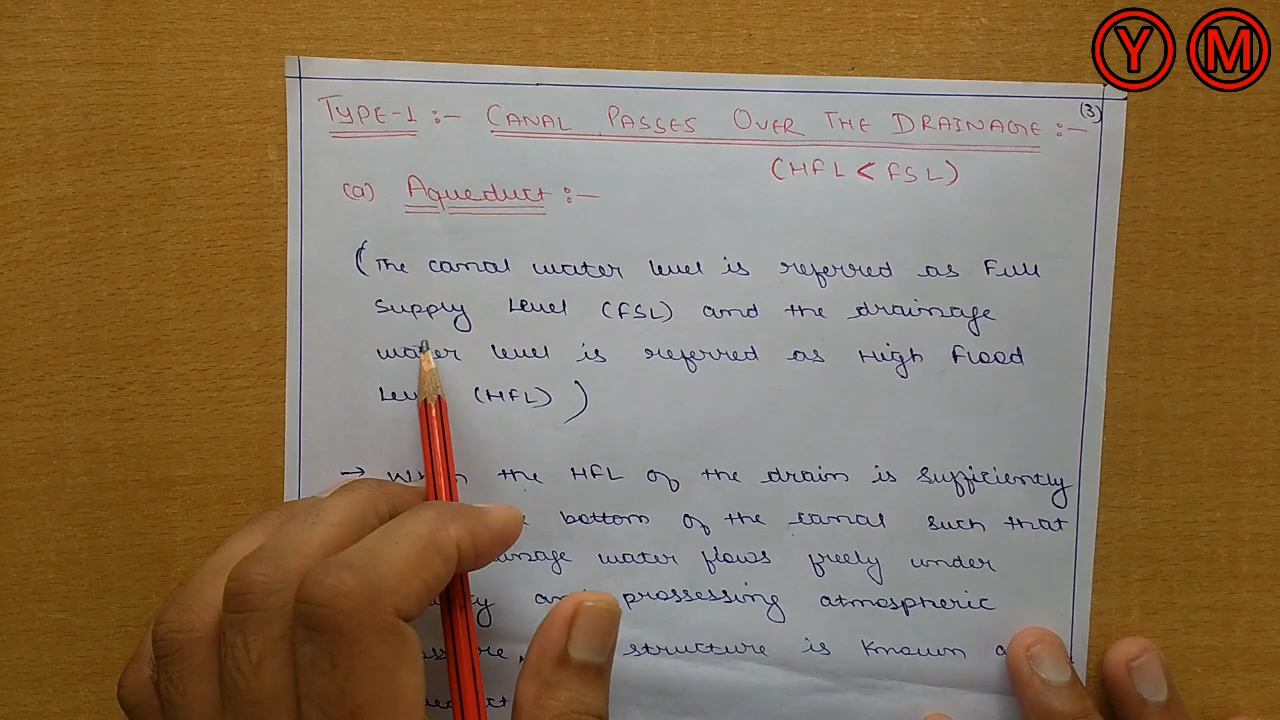 Y M
(3)
TYPE-1 :- CANAL PASSES OVER THE DRAINAGE :-
(HFL < FSL)
(a) Aqueduct :-
(The canal water level is referred as Full
Supply Level (FSL) and the drainage
water level is referred as High Flood
(HFL))
→ the HFL of the drain is sufficiently
bottom of the canal such that
water flows freely under
prossessing atmospheric
structure is known